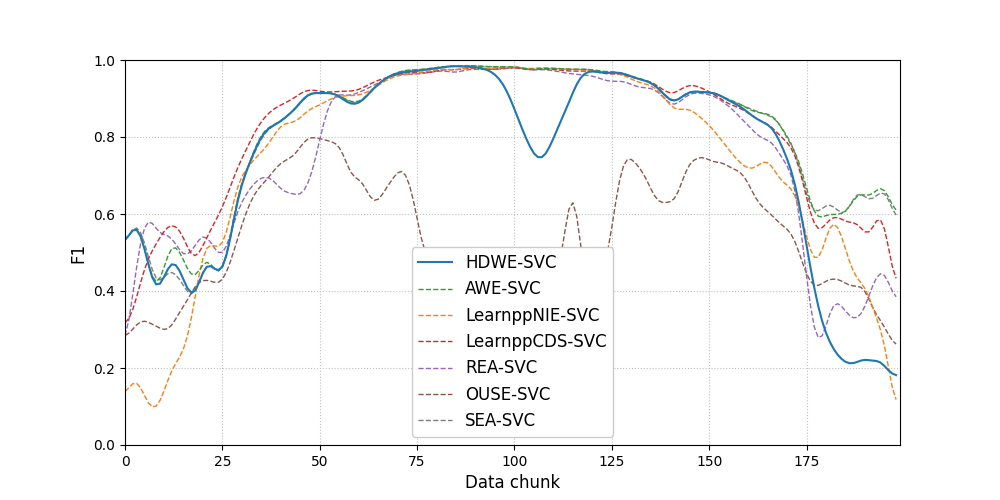 1.0
0.8
0.6
0.4
0.2
0.0
F1
HDWE-SVC
AWE-SVC
LearnppNIE-SVC
LearnppCDS-SVC
REA-SVC
OUSE-SVC
SEA-SVC
0 25 50 75 100 125 150 175
Data chunk